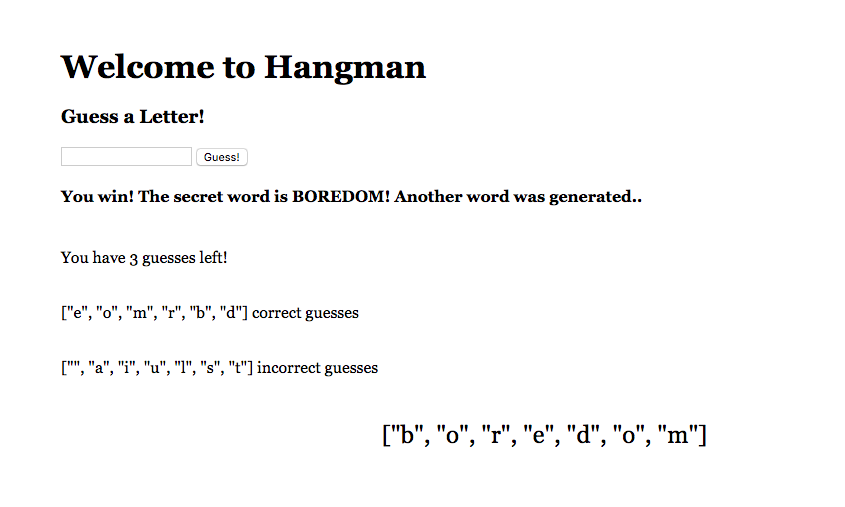 Welcome to Hangman
Guess a Letter!
Guess!
You win! The secret word is BOREDOM! Another word was generated..
You have 3 guesses left!
["e", "o", "m", "r", "b", "d"] correct guesses
["", "a", "i", "u", "l", "s", "t"] incorrect guesses
["b", "o", "r", "e", "d", "o", "m"]